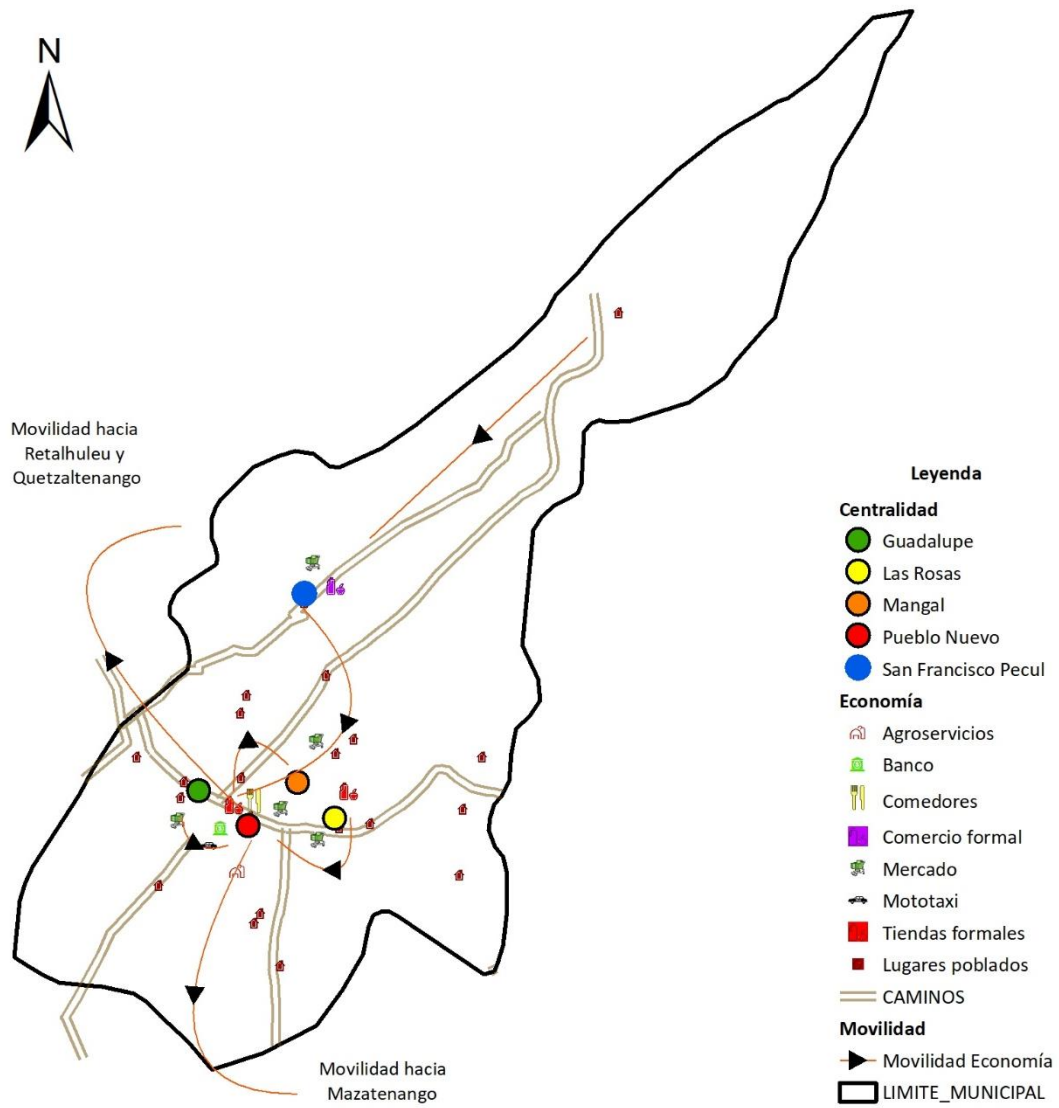 N
Movilidad hacia
Retalhuleu y
Quetzaltenango
Leyenda
Centralidad
Guadalupe
Las Rosas
Mangal
Pueblo Nuevo
San Francisco Pecul
Economía
Agroservicios
Banco
Comedores
Comercio formal
Mercado
Mototaxi
Tiendas formales
Lugares poblados
CAMINOS
Movilidad
Movilidad Economía
LIMITE_MUNICIPAL
Movilidad hacia
Mazatenango